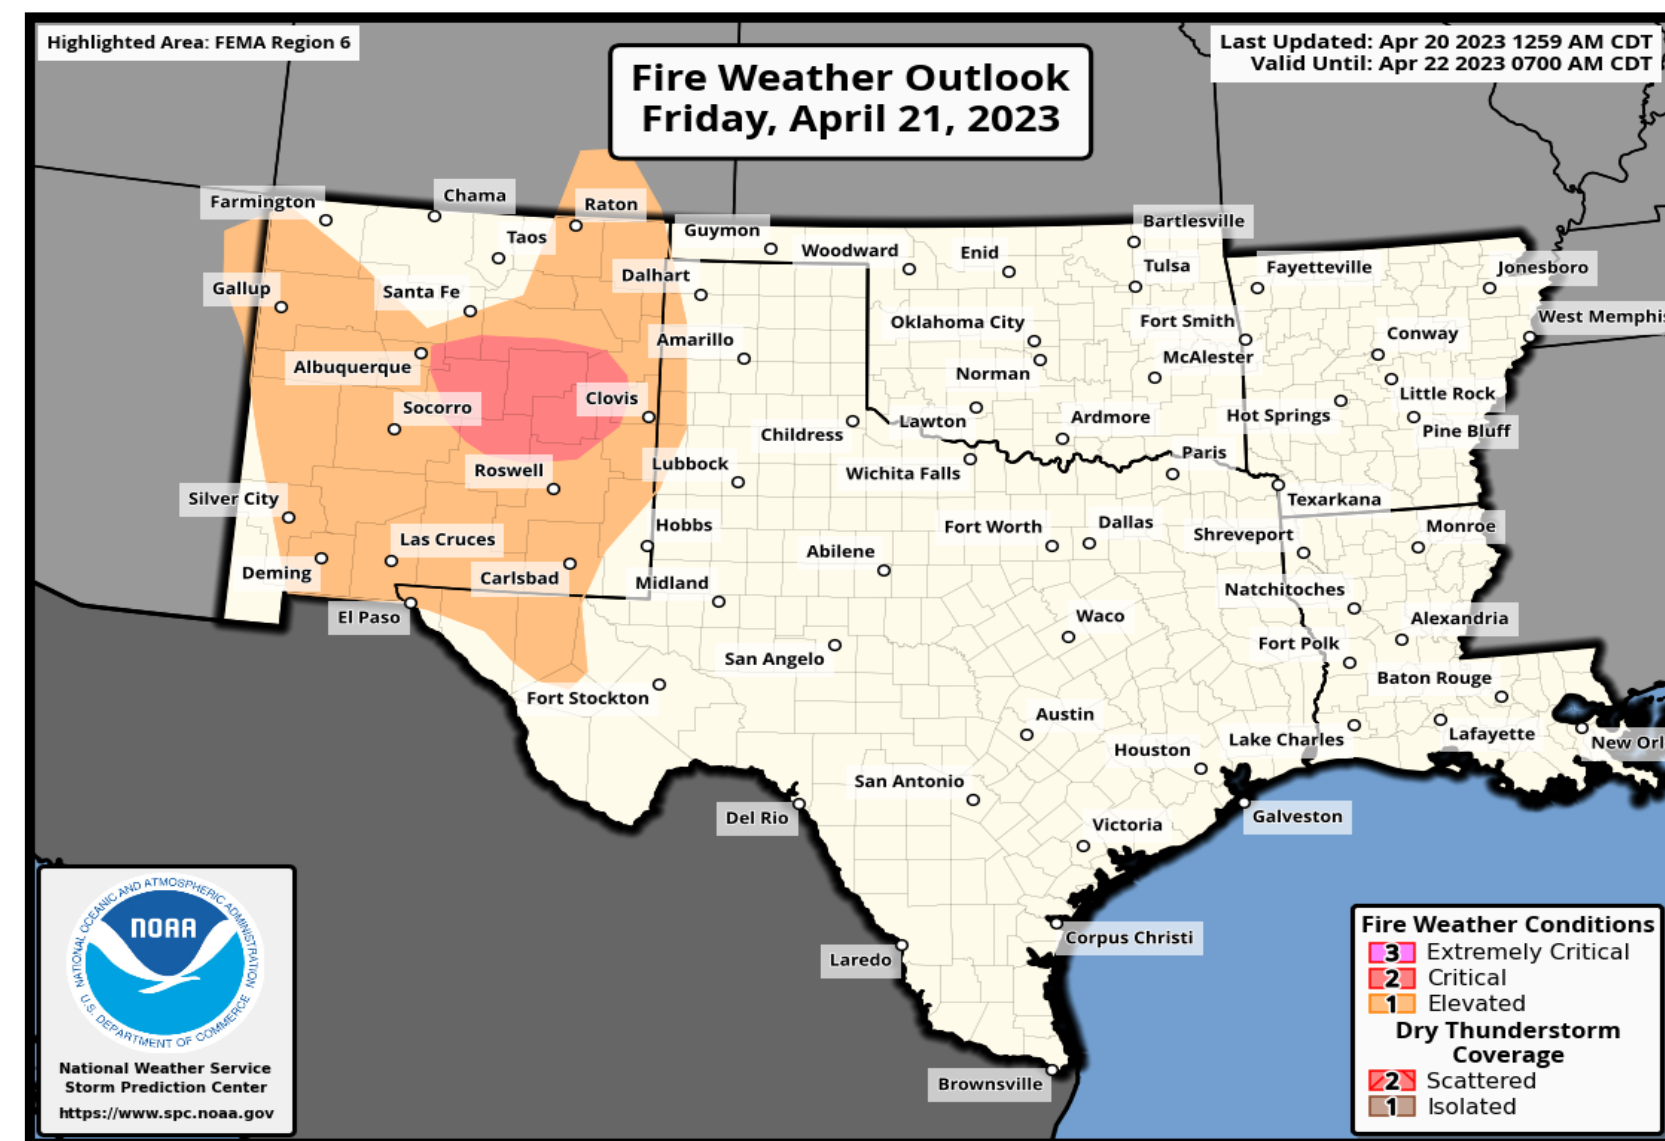 Highlighted Area: FEMA Region 6
Fire Weather Outlook
Friday, April 21, 2023
Last Updated: Apr 20 2023 1259 AM CDT
Valid Until: Apr 22 2023 0700 AM CDT
Farmington
Chama
Raton
Taos
Guymon
Woodward
Enid
Bartlesville
Tulsa
Fayetteville
Jonesboro
Gallup
Santa Fe
Dalhart
Oklahoma City
Fort Smith
West Memphis
Albuquerque
Amarillo
Norman
McAlester
Conway
Socorro
Clovis
Childress
Lawton
Ardmore
Hot Springs
Little Rock
Pine Bluff
Roswell
Lubbock
Wichita Falls
Paris
Silver City
Texarkana
Las Cruces
Hobbs
Abilene
Fort Worth
Dallas
Shreveport
Monroe
Deming
Carlsbad
Midland
Natchitoches
El Paso
Waco
Alexandria
San Angelo
Fort Polk
Fort Stockton
Baton Rouge
Austin
Houston
Lake Charles
Lafayette
New Orl
San Antonio
Del Rio
Victoria
Galveston
Laredo
Corpus Christi
Brownsville
NATIONAL OCEANIC AND ATMOSPHERIC ADMINISTRATION
NOAA
U.S. DEPARTMENT OF COMMERCE
National Weather Service
Storm Prediction Center
https://www.spc.noaa.gov
Fire Weather Conditions
3 Extremely Critical
2 Critical
1 Elevated
Dry Thunderstorm
Coverage
2 Scattered
1 Isolated